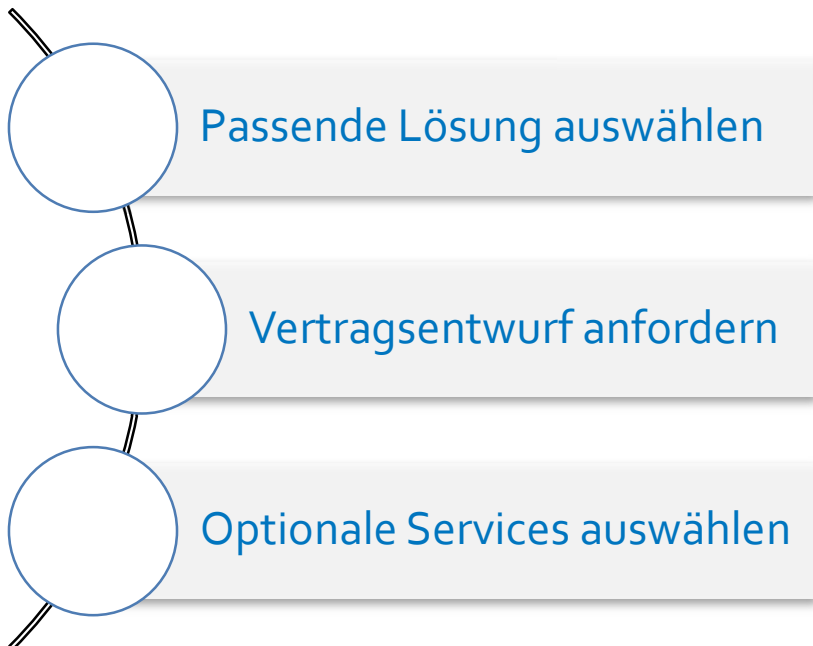 Passende Lösung auswählen
Vertragsentwurf anfordern
Optionale Services auswählen